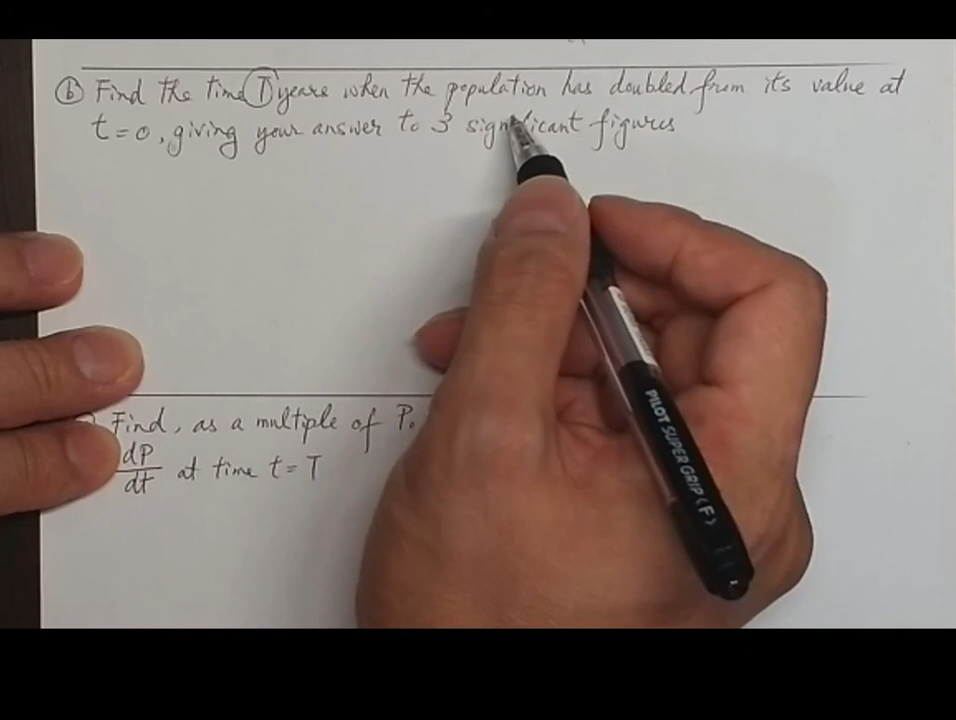 ⓑ Find the time T years when the population has doubled from its value at
t=0, giving your answer to 3 significant figures
Find, as a multiple of P₀
dP/dt at time t=T
PILOT SUPER GRIP (F)